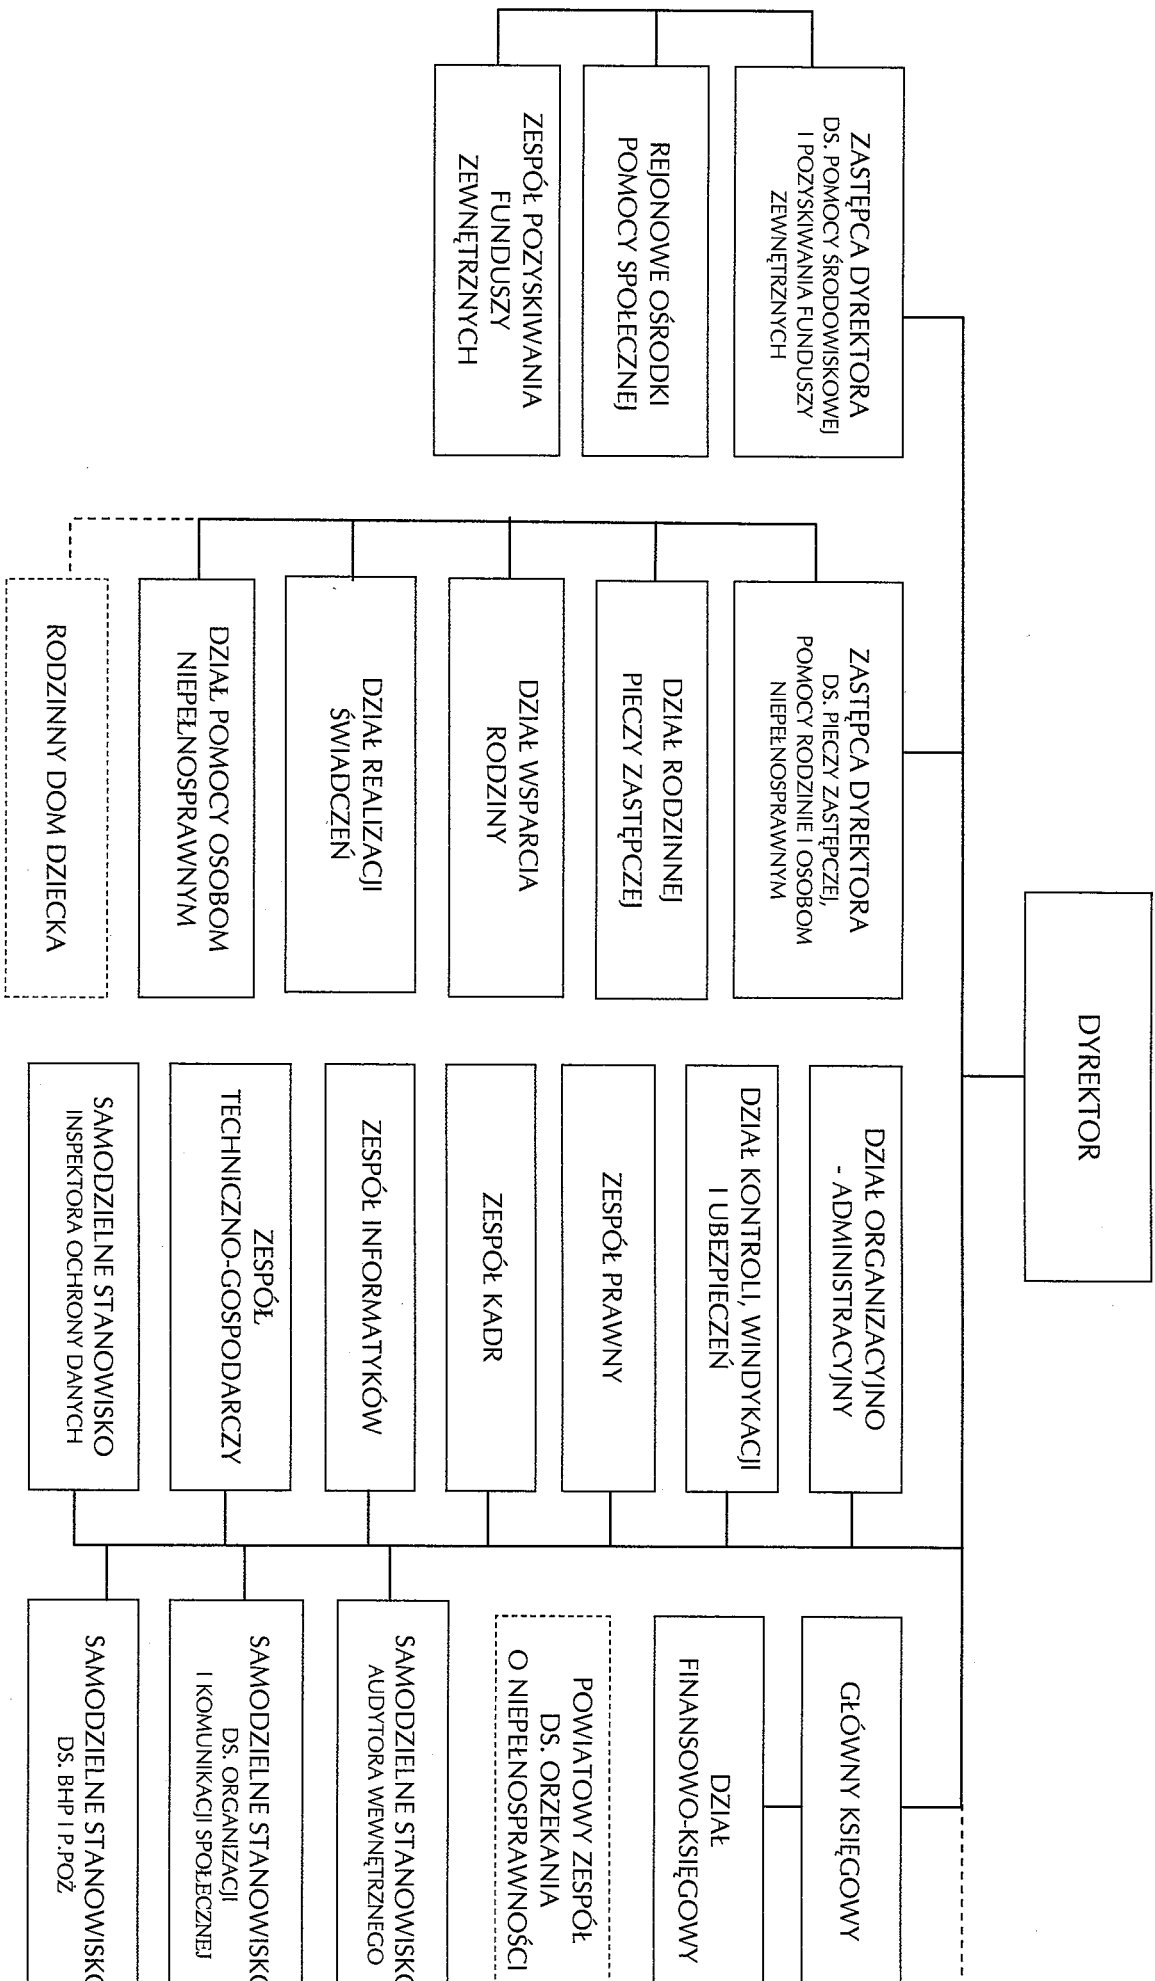 DYREKTOR
ZASTĘPCA DYREKTORA
DS. POMOCY ŚRODOWISKOWEJ
I POZYSKIWANIA FUNDUSZY
ZEWNĘTRZNYCH
REJONOWE OŚRODKI
POMOCY SPOŁECZNEJ
ZESPÓŁ POZYSKIWANIA
FUNDUSZY
ZEWNĘTRZNYCH
ZASTĘPCA DYREKTORA
DS. PIECZY ZASTĘPCZEJ,
POMOCY RODZINIE I OSOBOM
NIEPEŁNOSPRAWNYM
DZIAŁ RODZINNEJ
PIECZY ZASTĘPCZEJ
DZIAŁ WSPARCIA
RODZINY
DZIAŁ REALIZACJI
ŚWIADCZEŃ
DZIAŁ POMOCY OSOBOM
NIEPEŁNOSPRAWNYM
RODZINNY DOM DZIECKA
DZIAŁ ORGANIZACYJNO
- ADMINISTRACYJNY
DZIAŁ KONTROLI, WINDYKACJI
I UBEZPIECZEŃ
ZESPÓŁ PRAWNY
ZESPÓŁ KADR
ZESPÓŁ INFORMATYKÓW
ZESPÓŁ
TECHNICZNO-GOSPODARCZY
SAMODZIELNE STANOWISKO
INSPEKTORA OCHRONY DANYCH
GŁÓWNY KSIĘGOWY
DZIAŁ
FINANSOWO-KSIĘGOWY
POWIATOWY ZESPÓŁ
DS. ORZEKANIA
O NIEPEŁNOSPRAWNOŚCI
SAMODZIELNE STANOWISKO
AUDYTORA WEWNĘTRZNEGO
SAMODZIELNE STANOWISKO
DS. ORGANIZACJI
I KOMUNIKACJI SPOŁECZNEJ
SAMODZIELNE STANOWISKO
DS. BHP I P.POŻ